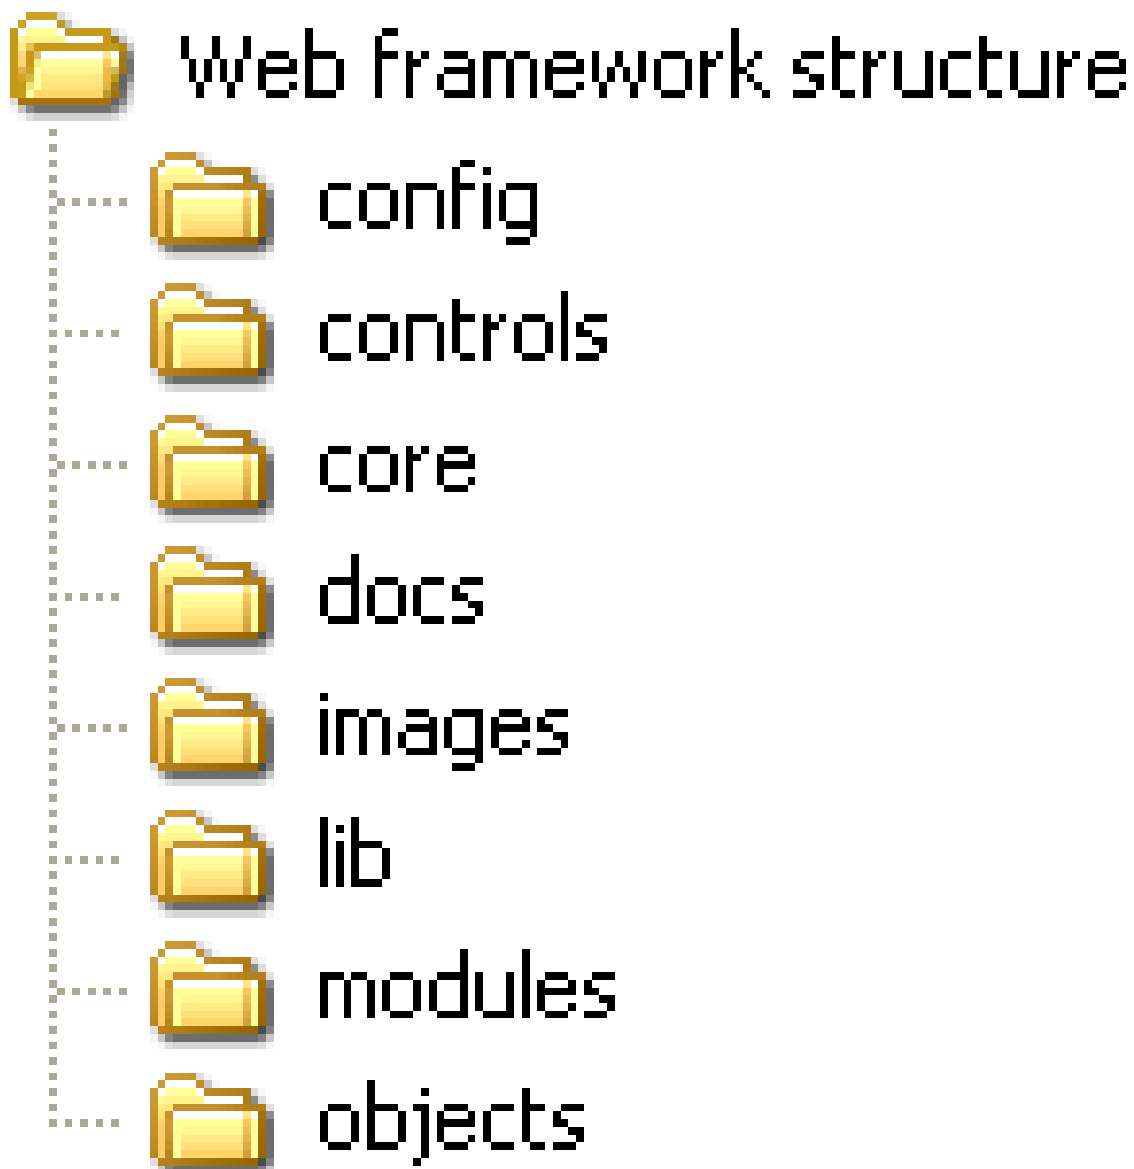 Web framework structure
config
controls
core
docs
images
lib
modules
objects